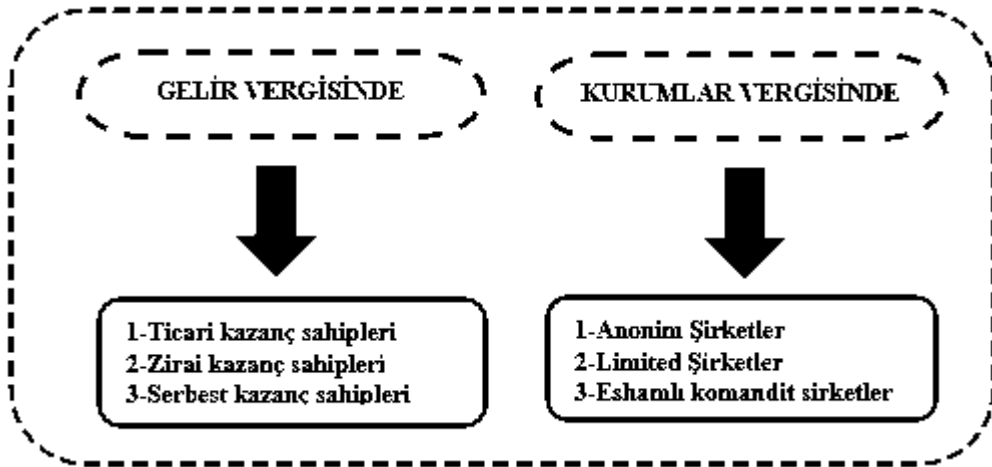 GELİR VERGİSİNDE
KURUMLAR VERGİSİNDE
1-Ticari kazanç sahipleri
2-Zirai kazanç sahipleri
3-Serbest kazanç sahipleri
1-Anonim Şirketler
2-Limited Şirketler
3-Eshamlı komandit sirketler